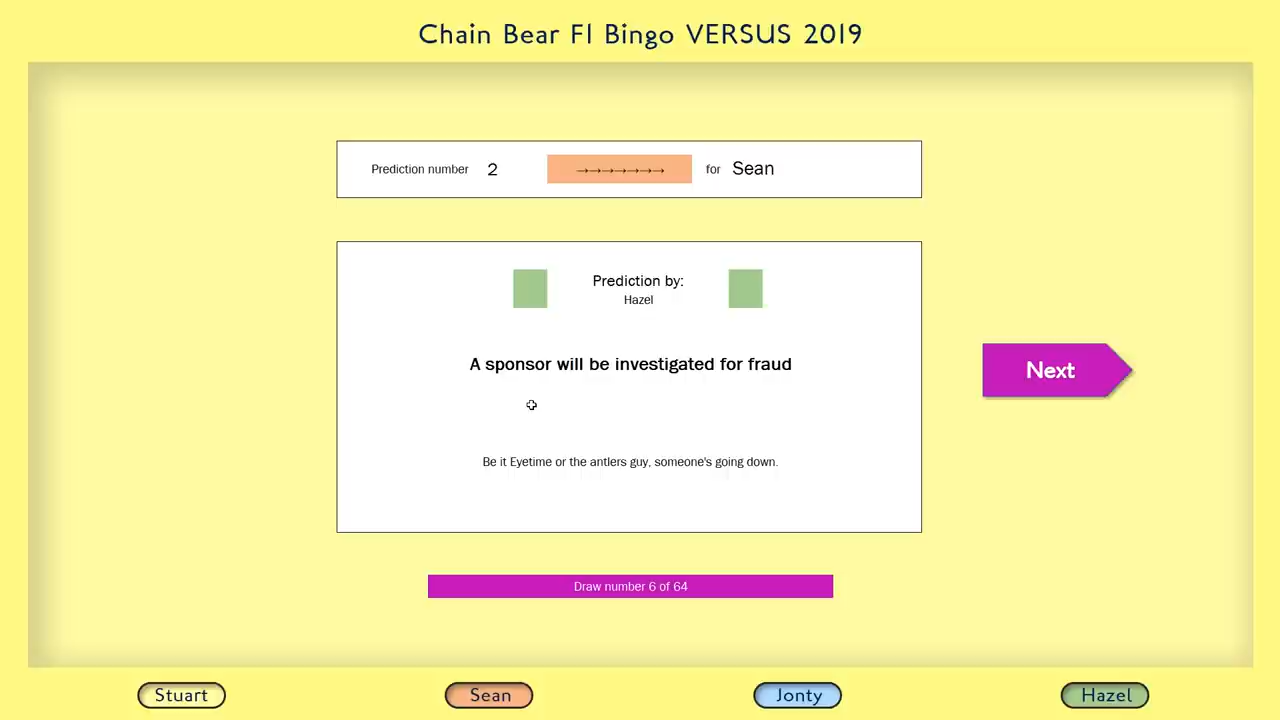 Chain Bear F1 Bingo VERSUS 2019
Prediction number 2 →→→→→→→ for Sean
Prediction by:
Hazel
A sponsor will be investigated for fraud
Be it Eyetime or the antlers guy, someone's going down.
Next
Draw number 6 of 64
Stuart Sean Jonty Hazel